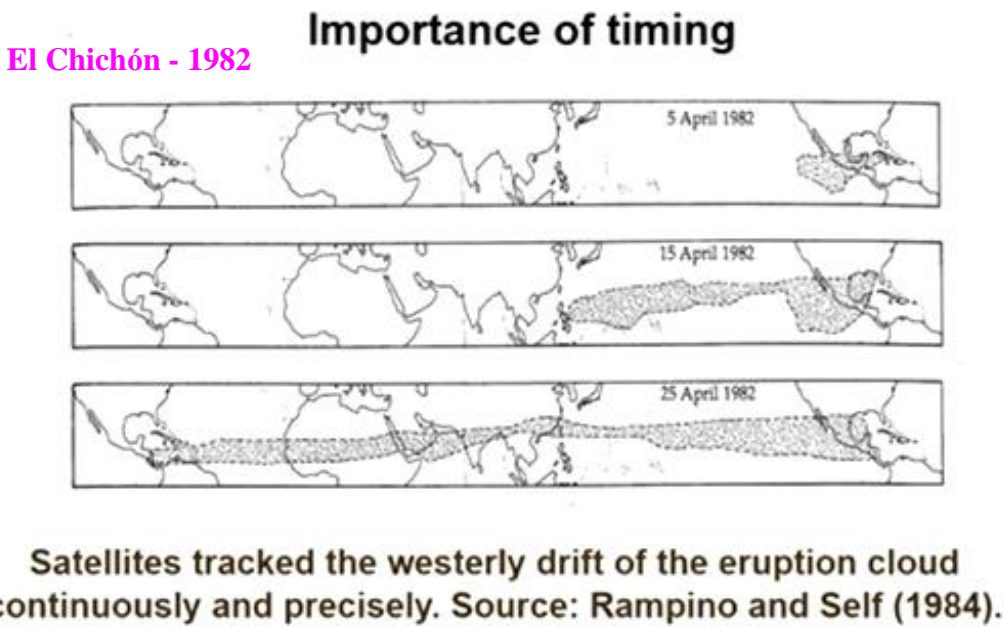 Importance of timing
El Chichón - 1982
5 April 1982
15 April 1982
25 April 1982
Satellites tracked the westerly drift of the eruption cloud
continuously and precisely. Source: Rampino and Self (1984).